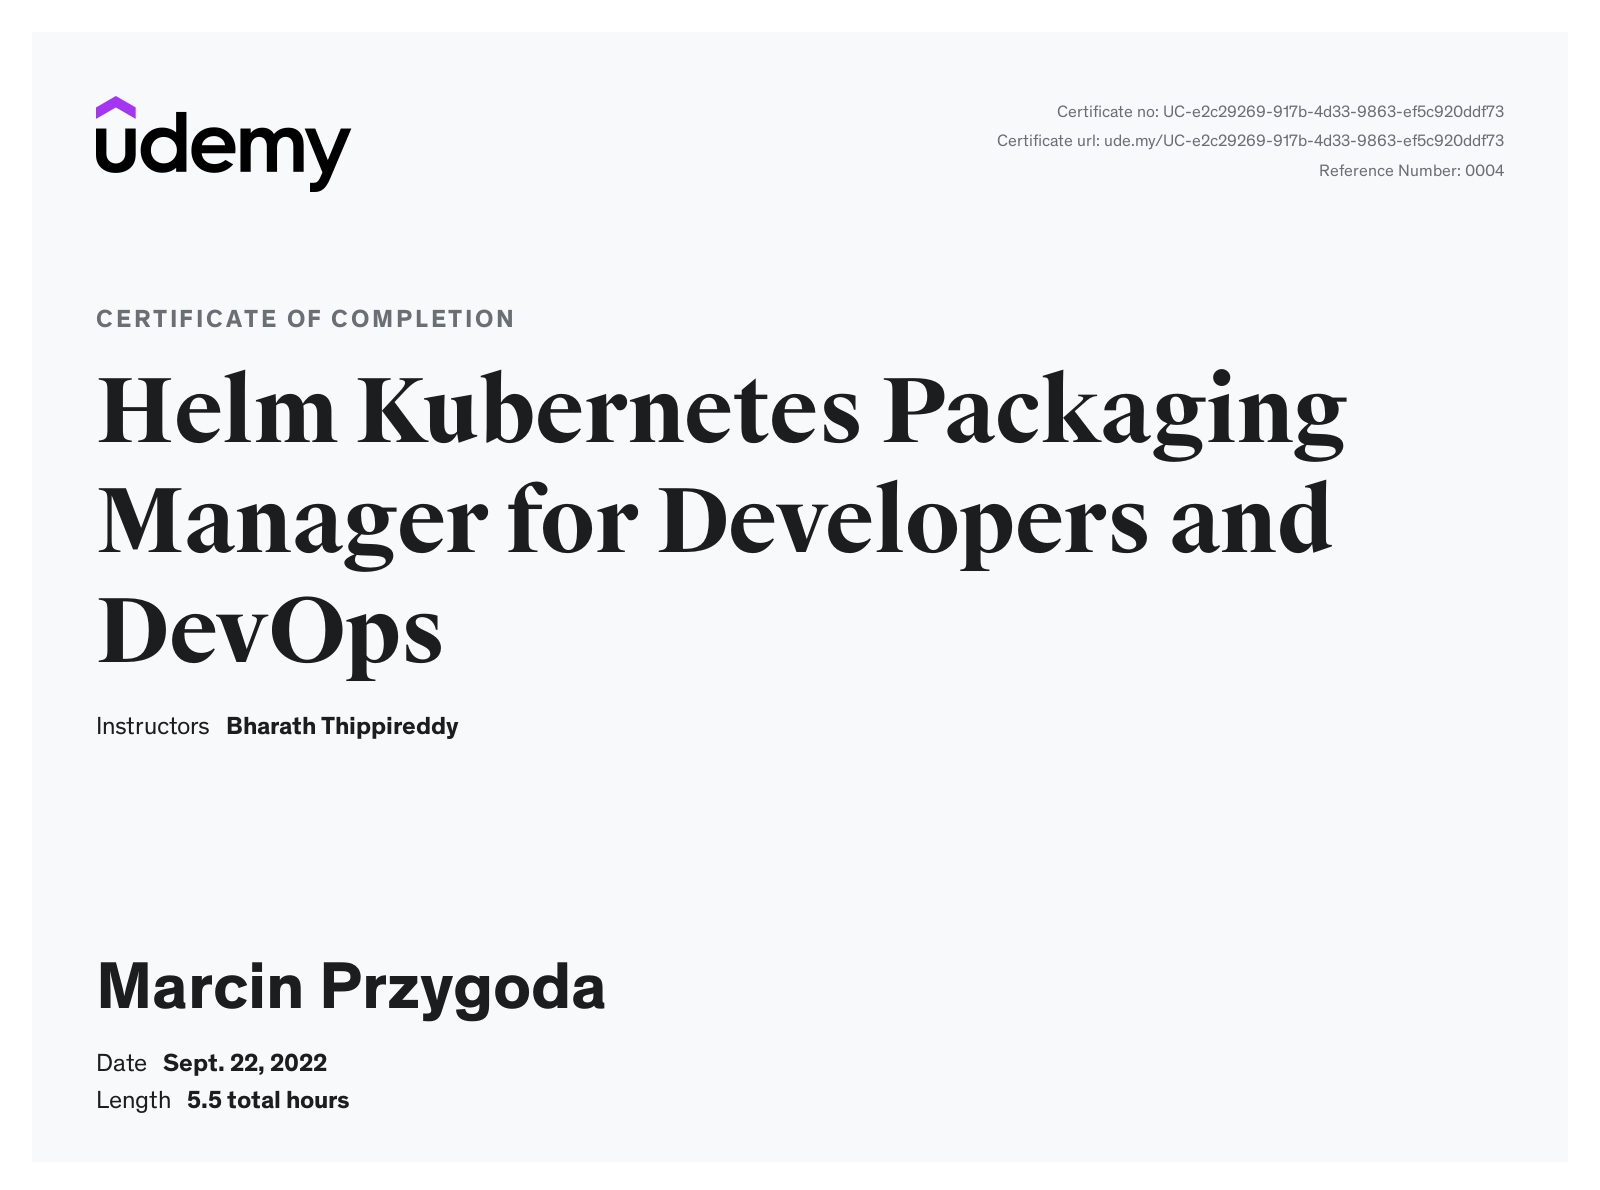 udemy
Certificate no: UC-e2c29269-917b-4d33-9863-ef5c920ddf73
Certificate url: ude.my/UC-e2c29269-917b-4d33-9863-ef5c920ddf73
Reference Number: 0004
CERTIFICATE OF COMPLETION
Helm Kubernetes Packaging
Manager for Developers and
DevOps
Instructors Bharath Thippireddy
Marcin Przygoda
Date Sept. 22, 2022
Length 5.5 total hours